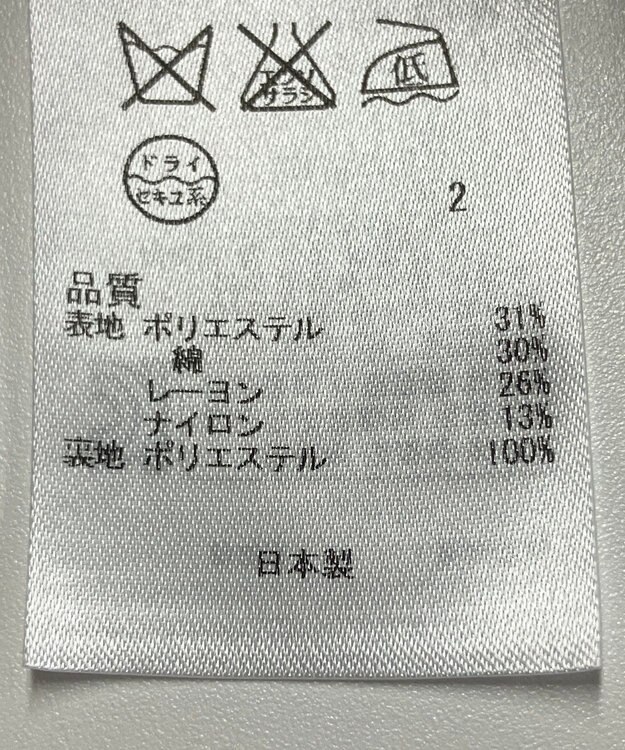 エンソ
サラシ
低
ドライ
セキユ系
2
品質
表地 ポリエステル 31%
綿 30%
レーヨン 26%
ナイロン 13%
裏地 ポリエステル 100%
日本製